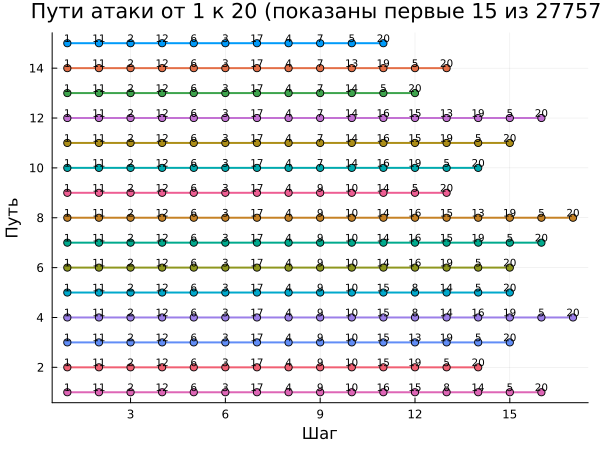 Пути атаки от 1 к 20 (показаны первые 15 из 27757
1 11 2 12 6 3 17 4 7 5 20
14 1 11 2 12 6 3 17 4 7 13 19 5 20
1 11 2 12 6 3 17 4 7 14 5 20
12 1 11 2 12 6 3 17 4 7 14 16 15 13 19 5 20
1 11 2 12 6 3 17 4 7 14 16 15 19 5 20
10 1 11 2 12 6 3 17 4 7 14 16 19 5 20
1 11 2 12 6 3 17 4 9 10 14 5 20
8 1 11 2 12 6 3 17 4 9 10 14 16 15 13 19 5 20
1 11 2 12 6 3 17 4 9 10 14 16 15 19 5 20
6 1 11 2 12 6 3 17 4 9 10 14 16 19 5 20
1 11 2 12 6 3 17 4 9 10 15 8 14 5 20
4 1 11 2 12 6 3 17 4 9 10 15 8 14 16 19 5 20
1 11 2 12 6 3 17 4 9 10 15 13 19 5 20
2 1 11 2 12 6 3 17 4 9 10 15 19 5 20
1 11 2 12 6 3 17 4 9 10 16 15 8 14 5 20
Путь
3 6 9 12 15
Шаг